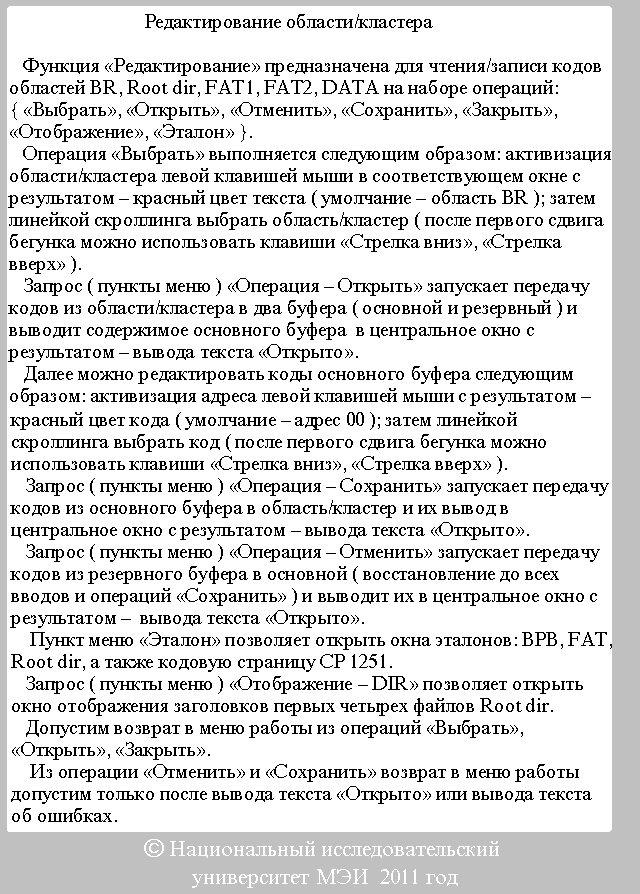 Редактирование области/кластера
Функция «Редактирование» предназначена для чтения/записи кодов
областей BR, Root dir, FAT1, FAT2, DATA на наборе операций:
{ «Выбрать», «Открыть», «Отменить», «Сохранить», «Закрыть»,
«Отображение», «Эталон» }.
Операция «Выбрать» выполняется следующим образом: активизация
области/кластера левой клавишей мыши в соответствующем окне с
результатом – красный цвет текста ( умолчание – область BR ); затем
линейкой скроллинга выбрать область/кластер ( после первого сдвига
бегунка можно использовать клавиши «Стрелка вниз», «Стрелка
вверх» ).
Запрос ( пункты меню ) «Операция – Открыть» запускает передачу
кодов из области/кластера в два буфера ( основной и резервный ) и
выводит содержимое основного буфера в центральное окно с
результатом – вывода текста «Открыто».
Далее можно редактировать коды основного буфера следующим
образом: активизация адреса левой клавишей мыши с результатом –
красный цвет кода ( умолчание – адрес 00 ); затем линейкой
скроллинга выбрать код ( после первого сдвига бегунка можно
использовать клавиши «Стрелка вниз», «Стрелка вверх» ).
Запрос ( пункты меню ) «Операция – Сохранить» запускает передачу
кодов из основного буфера в область/кластер и их вывод в
центральное окно с результатом – вывода текста «Открыто».
Запрос ( пункты меню ) «Операция – Отменить» запускает передачу
кодов из резервного буфера в основной ( восстановление до всех
вводов и операций «Сохранить» ) и выводит их в центральное окно с
результатом – вывода текста «Открыто».
Пункт меню «Эталон» позволяет открыть окна эталонов: BPB, FAT,
Root dir, а также кодовую страницу CP 1251.
Запрос ( пункты меню ) «Отображение – DIR» позволяет открыть
окно отображения заголовков первых четырех файлов Root dir.
Допустим возврат в меню работы из операций «Выбрать»,
«Открыть», «Закрыть».
Из операции «Отменить» и «Сохранить» возврат в меню работы
допустим только после вывода текста «Открыто» или вывода текста
об ошибках.
© Национальный исследовательский
университет МЭИ 2011 год